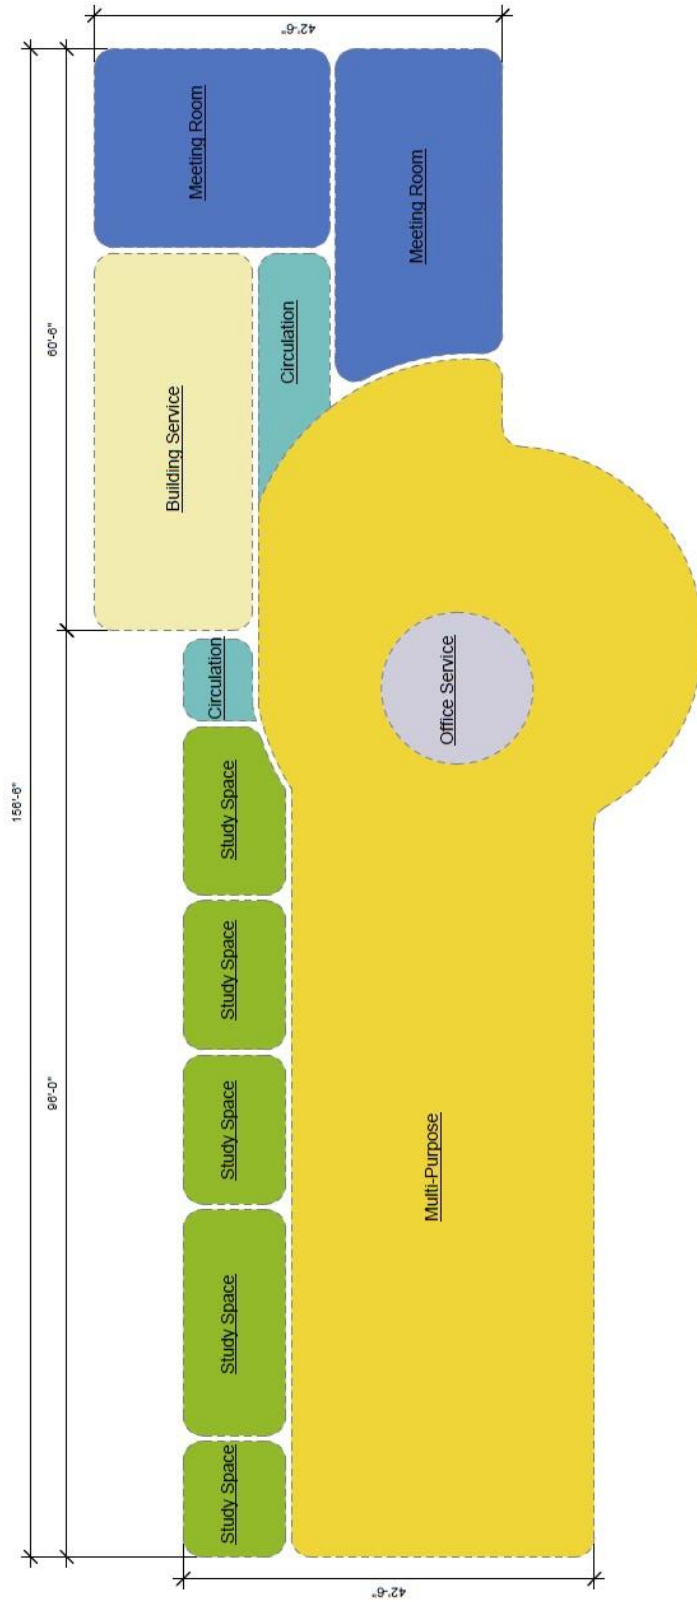 42'-6"
60'-6"
156'-6"
96'-0"
42'-6"
Meeting Room
Meeting Room
Building Service
Circulation
Circulation
Office Service
Study Space
Study Space
Study Space
Study Space
Study Space
Multi-Purpose